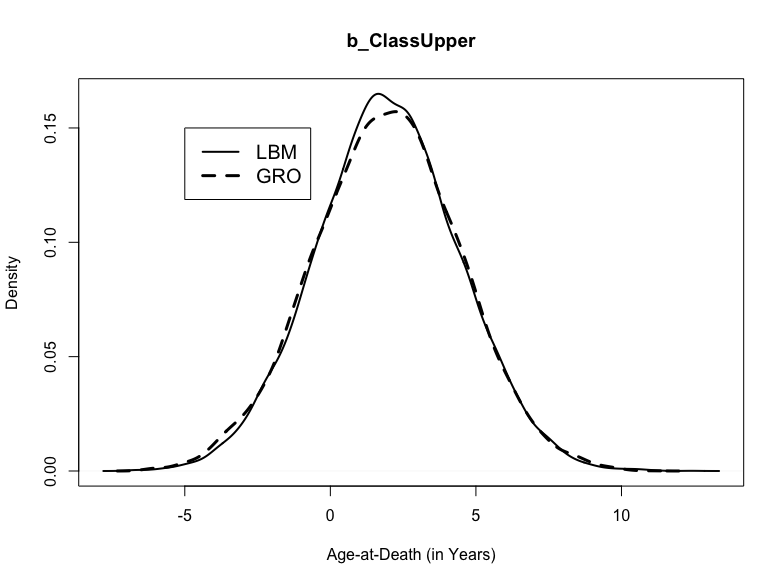 b_ClassUpper
LBM
GRO
Density
0.15
0.10
0.05
0.00
-5 0 5 10
Age-at-Death (in Years)